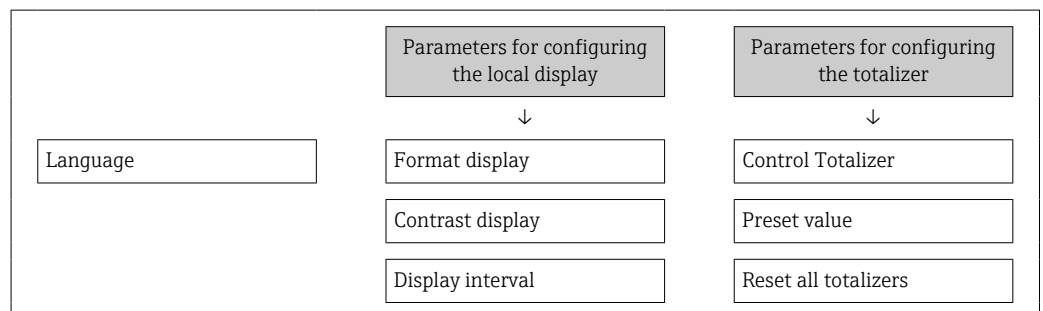 Parameters for configuring
the local display
Parameters for configuring
the totalizer
↓
↓
Language
Format display
Control Totalizer
Contrast display
Preset value
Display interval
Reset all totalizers